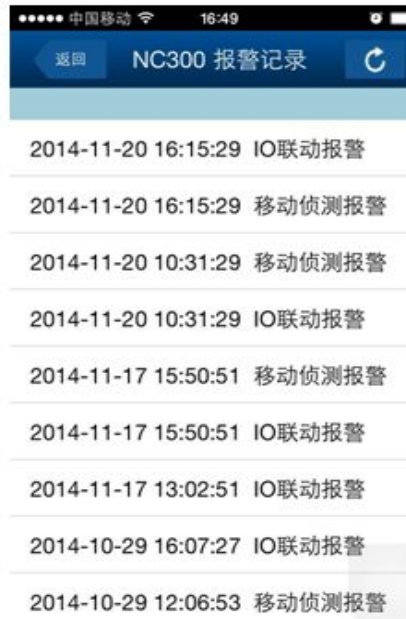 中国移动 16:49
返回 NC300 报警记录
2014-11-20 16:15:29 IO联动报警
2014-11-20 16:15:29 移动侦测报警
2014-11-20 10:31:29 移动侦测报警
2014-11-20 10:31:29 IO联动报警
2014-11-17 15:50:51 移动侦测报警
2014-11-17 15:50:51 IO联动报警
2014-11-17 13:02:51 IO联动报警
2014-10-29 16:07:27 IO联动报警
2014-10-29 12:06:53 移动侦测报警